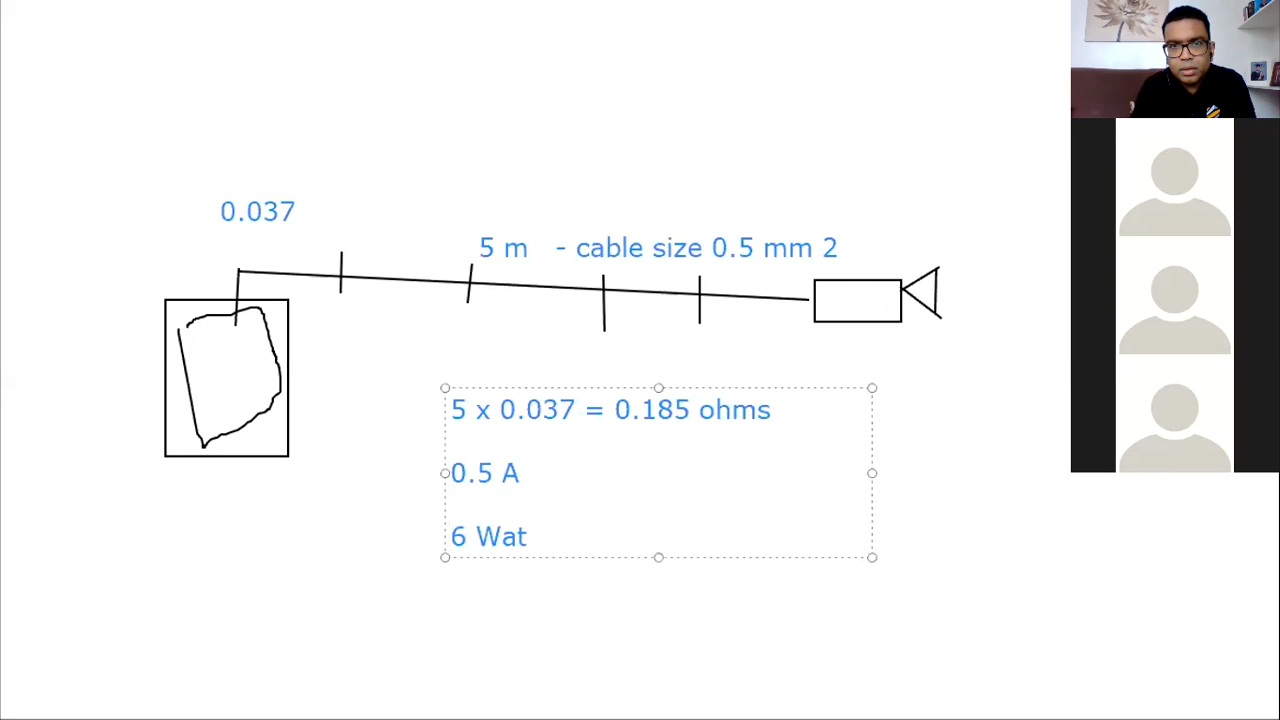 0.037
5 m - cable size 0.5 mm 2
5 x 0.037 = 0.185 ohms
0.5 A
6 Wat